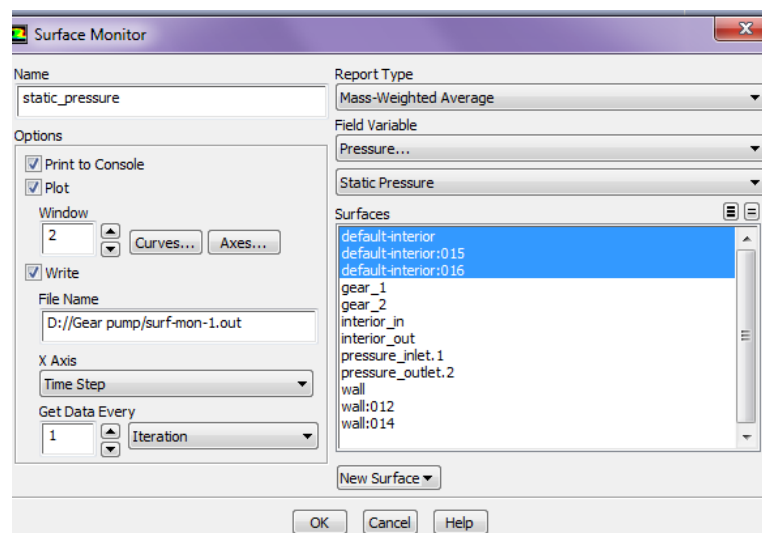 Surface Monitor
Name
static_pressure
Options
Print to Console
Plot
Window
2
Curves...
Axes...
Write
File Name
D://Gear pump/surf-mon-1.out
X Axis
Time Step
Get Data Every
1
Iteration
Report Type
Mass-Weighted Average
Field Variable
Pressure...
Static Pressure
Surfaces
default-interior
default-interior:015
default-interior:016
gear_1
gear_2
interior_in
interior_out
pressure_inlet.1
pressure_outlet.2
wall
wall:012
wall:014
New Surface
OK
Cancel
Help